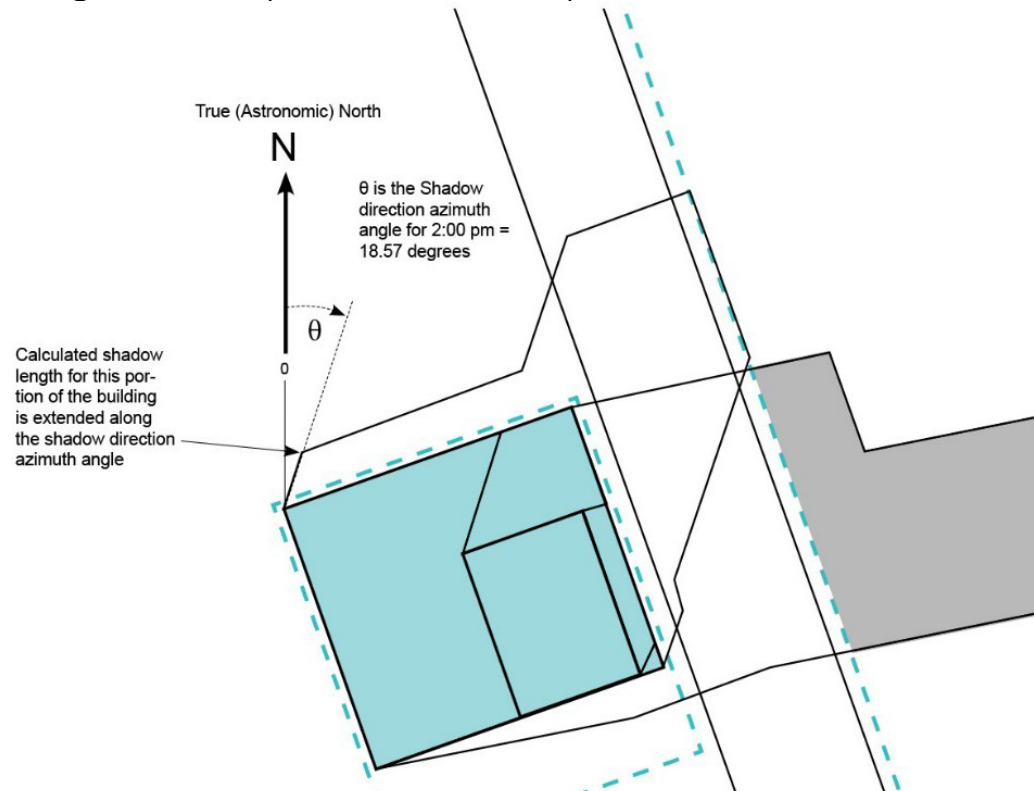 True (Astronomic) North
N
θ is the Shadow
direction azimuth
angle for 2:00 pm =
18.57 degrees
θ
Calculated shadow
length for this por-
tion of the building
is extended along
the shadow direction
azimuth angle
0